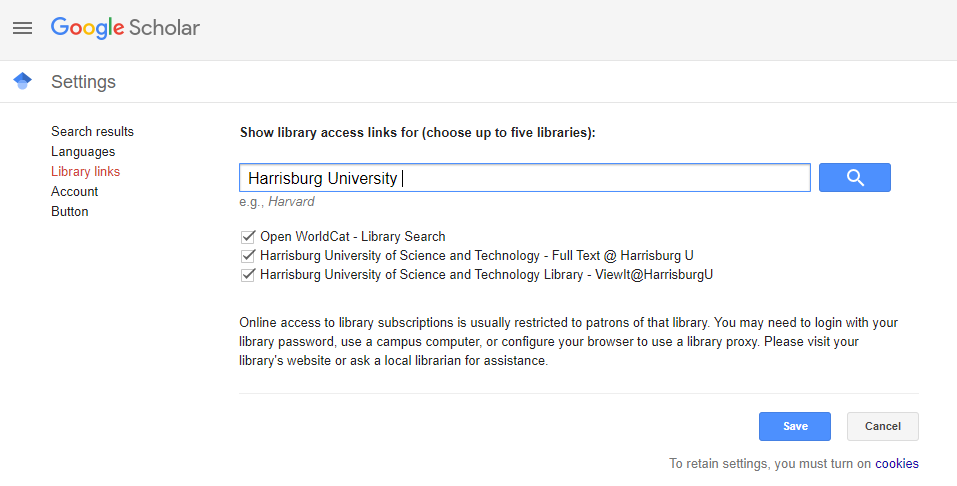 Google Scholar
Settings
Search results
Languages
Library links
Account
Button
Show library access links for (choose up to five libraries):
Harrisburg University
e.g., Harvard
Open WorldCat - Library Search
Harrisburg University of Science and Technology - Full Text @ Harrisburg U
Harrisburg University of Science and Technology Library - ViewIt@HarrisburgU
Online access to library subscriptions is usually restricted to patrons of that library. You may need to login with your
library password, use a campus computer, or configure your browser to use a library proxy. Please visit your
library's website or ask a local librarian for assistance.
Save Cancel
To retain settings, you must turn on cookies